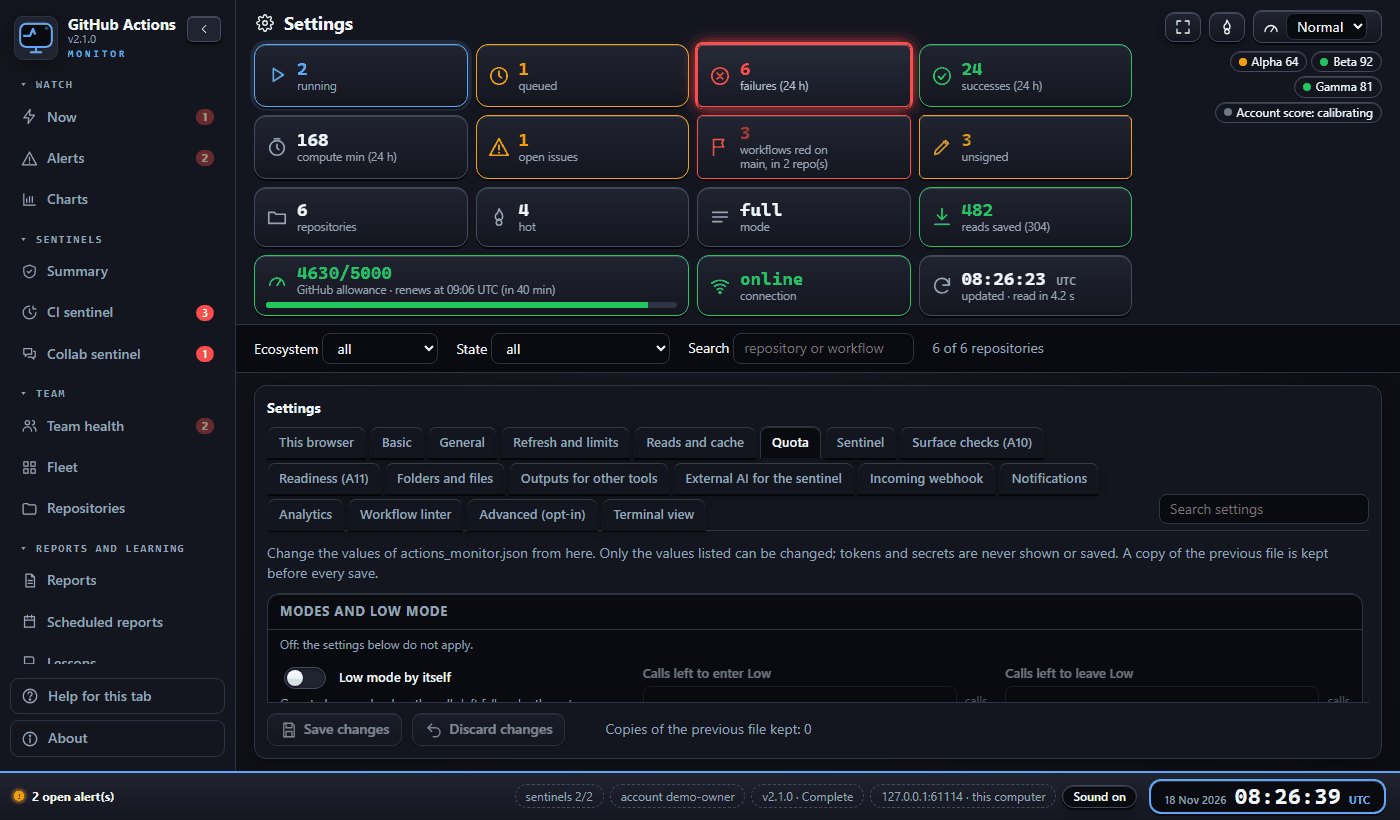 GitHub Actions
v2.1.0
MONITOR
WATCH
Now 1
Alerts 2
Charts
SENTINELS
Summary
CI sentinel 3
Collab sentinel 1
TEAM
Team health 2
Fleet
Repositories
REPORTS AND LEARNING
Reports
Scheduled reports
Lessons
Help for this tab
About
Settings
2
running
1
queued
6
failures (24 h)
24
successes (24 h)
168
compute min (24 h)
1
open issues
3
workflows red on
main, in 2 repo(s)
3
unsigned
6
repositories
4
hot
full
mode
482
reads saved (304)
4630/5000
GitHub allowance · renews at 09:06 UTC (in 40 min)
online
connection
08:26:23 UTC
updated · read in 4.2 s
Normal
Alpha 64
Beta 92
Gamma 81
Account score: calibrating
Ecosystem all State all Search repository or workflow 6 of 6 repositories
Settings
This browser Basic General Refresh and limits Reads and cache Quota Sentinel Surface checks (A10)
Readiness (A11) Folders and files Outputs for other tools External AI for the sentinel Incoming webhook Notifications
Analytics Workflow linter Advanced (opt-in) Terminal view Search settings
Change the values of actions_monitor.json from here. Only the values listed can be changed; tokens and secrets are never shown or saved. A copy of the previous file is kept
before every save.
MODES AND LOW MODE
Off: the settings below do not apply.
Low mode by itself
Calls left to enter Low
calls
Calls left to leave Low
calls
Save changes Discard changes Copies of the previous file kept: 0
2 open alert(s) sentinels 2/2 account demo-owner v2.1.0 · Complete 127.0.0.1:61114 · this computer Sound on 18 Nov 2026 08:26:39 UTC